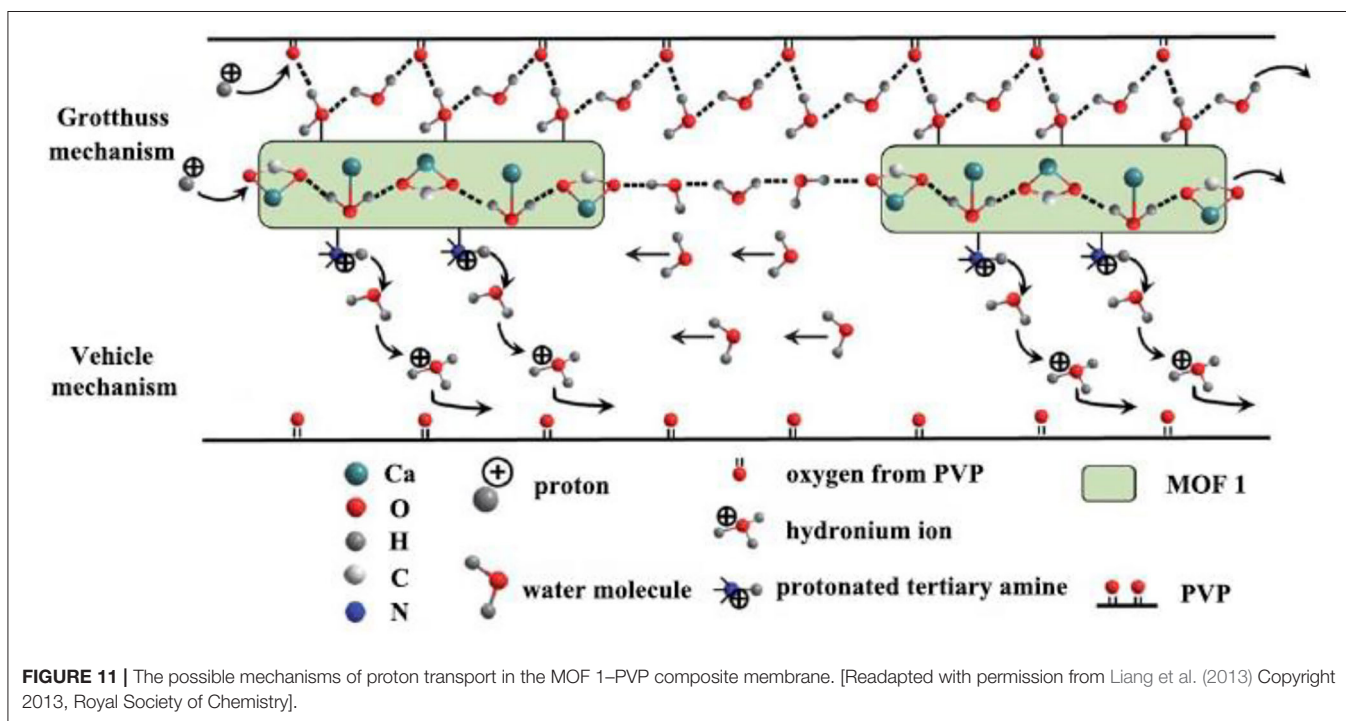 Grotthuss
mechanism
Vehicle
mechanism
Ca
O
H
C
N
proton
water molecule
oxygen from PVP
hydronium ion
protonated tertiary amine
MOF 1
PVP
FIGURE 11 | The possible mechanisms of proton transport in the MOF 1–PVP composite membrane. [Readapted with permission from Liang et al. (2013) Copyright
2013, Royal Society of Chemistry].